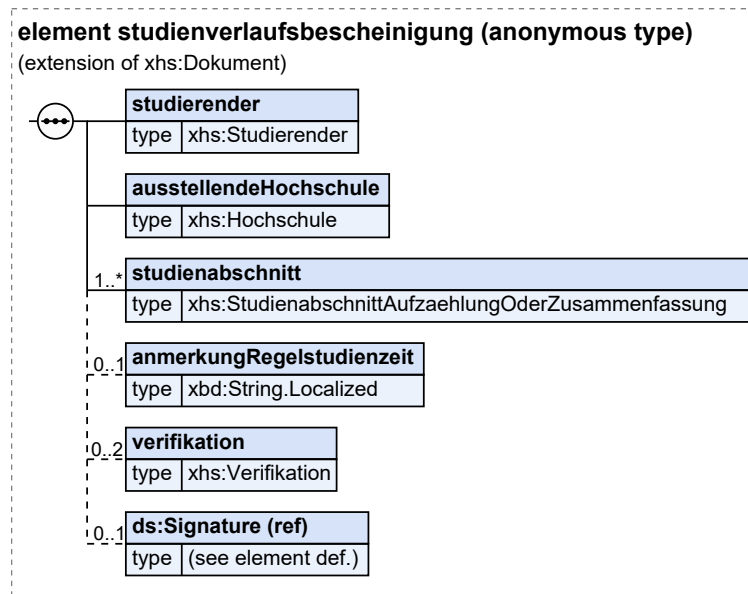 element studienverlaufsbescheinigung (anonymous type)
(extension of xhs:Dokument)
studierender
type xhs:Studierender
ausstellendeHochschule
type xhs:Hochschule
1..* studienabschnitt
type xhs:StudienabschnittAufzaehlungOderZusammenfassung
0..1 anmerkungRegelstudienzeit
type xbd:String.Localized
0..2 verifikation
type xhs:Verifikation
0..1 ds:Signature (ref)
type (see element def.)